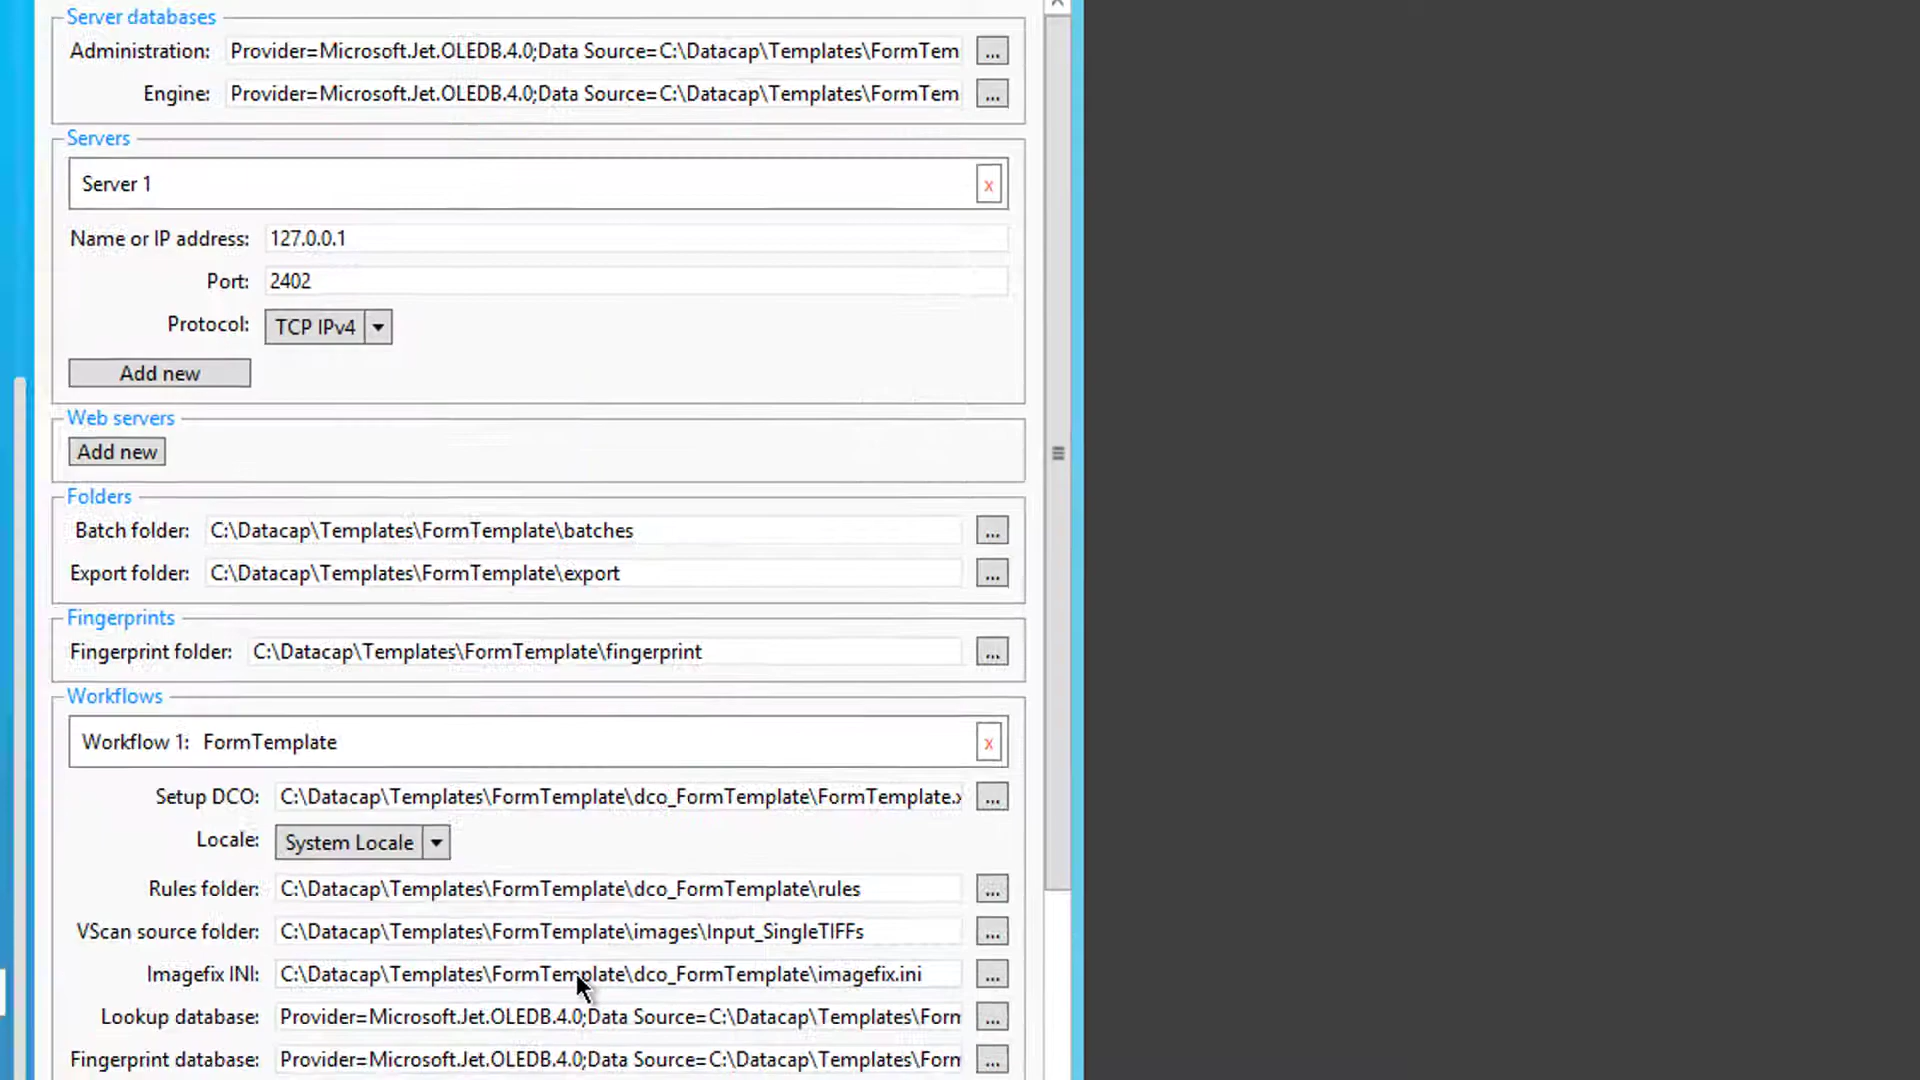 Server databases
Administration: Provider=Microsoft.Jet.OLEDB.4.0;Data Source=C:\Datacap\Templates\FormTem ...
Engine: Provider=Microsoft.Jet.OLEDB.4.0;Data Source=C:\Datacap\Templates\FormTem ...
Servers
Server 1 x
Name or IP address: 127.0.0.1
Port: 2402
Protocol: TCP IPv4
Add new
Web servers
Add new
Folders
Batch folder: C:\Datacap\Templates\FormTemplate\batches ...
Export folder: C:\Datacap\Templates\FormTemplate\export ...
Fingerprints
Fingerprint folder: C:\Datacap\Templates\FormTemplate\fingerprint ...
Workflows
Workflow 1: FormTemplate x
Setup DCO: C:\Datacap\Templates\FormTemplate\dco_FormTemplate\FormTemplate.x ...
Locale: System Locale
Rules folder: C:\Datacap\Templates\FormTemplate\dco_FormTemplate\rules ...
VScan source folder: C:\Datacap\Templates\FormTemplate\images\Input_SingleTIFFs ...
Imagefix INI: C:\Datacap\Templates\FormTemplate\dco_FormTemplate\imagefix.ini ...
Lookup database: Provider=Microsoft.Jet.OLEDB.4.0;Data Source=C:\Datacap\Templates\Form ...
Fingerprint database: Provider=Microsoft.Jet.OLEDB.4.0;Data Source=C:\Datacap\Templates\Form ...